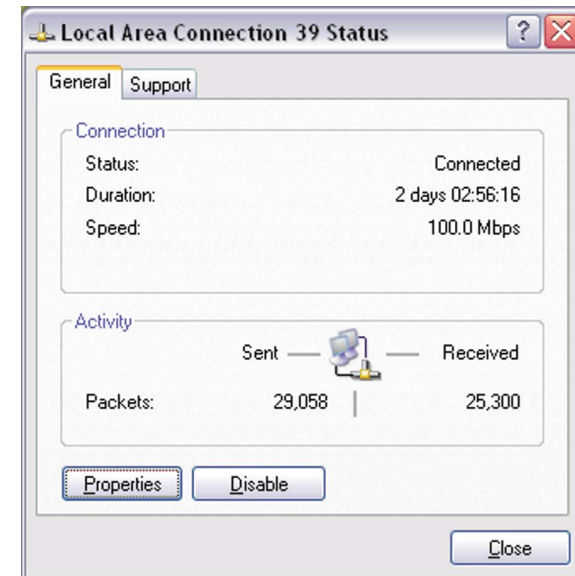 Local Area Connection 39 Status
General Support
Connection
Status: Connected
Duration: 2 days 02:56:16
Speed: 100.0 Mbps
Activity
Sent Received
Packets: 29,058 25,300
Properties Disable
Close